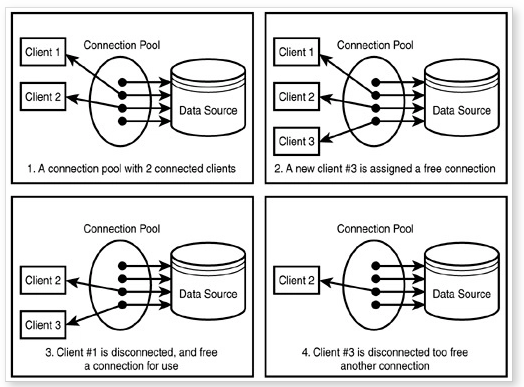 Client 1
Connection Pool
Client 2
Data Source
1. A connection pool with 2 connected clients
Client 1
Connection Pool
Client 2
Data Source
Client 3
2. A new client #3 is assigned a free connection
Connection Pool
Client 2
Data Source
Client 3
3. Client #1 is disconnected, and free
a connection for use
Connection Pool
Client 2
Data Source
4. Client #3 is disconnected too free
another connection